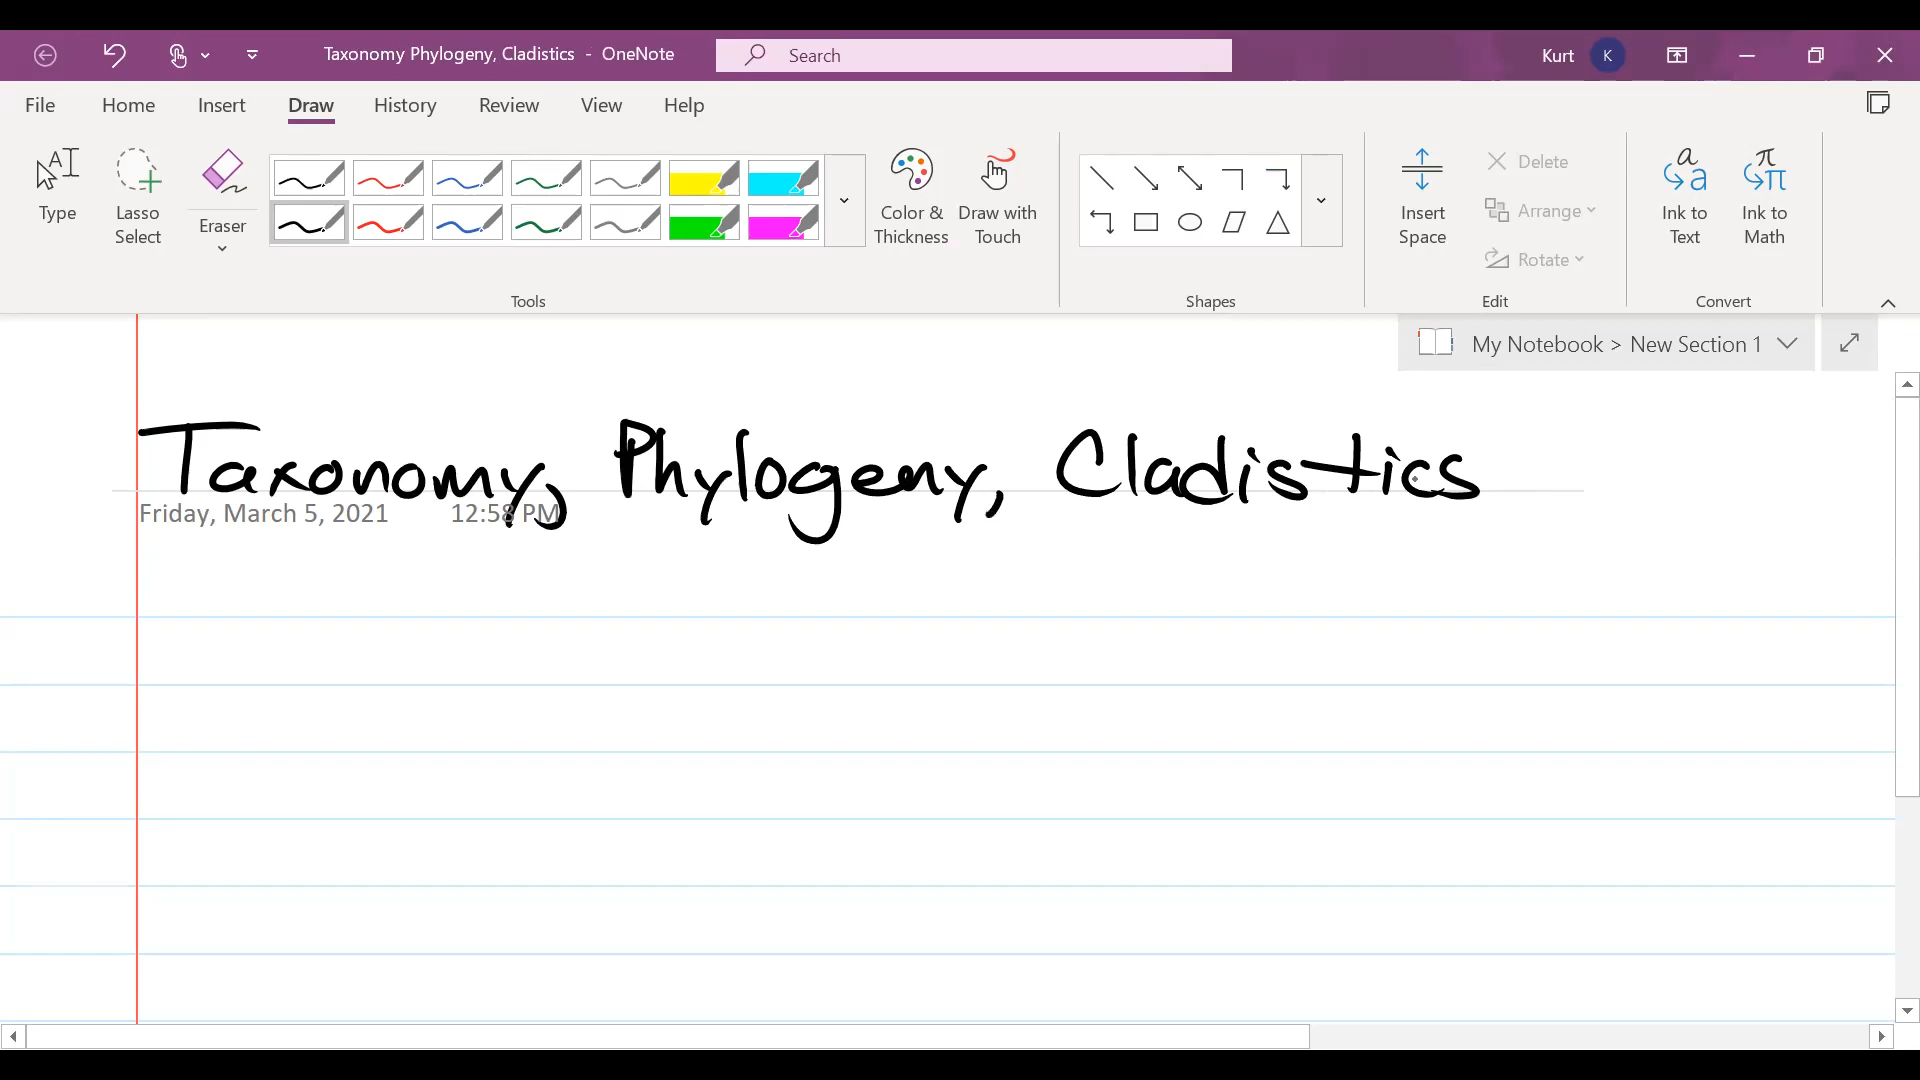 Taxonomy Phylogeny, Cladistics - OneNote
Search
Kurt
K
File Home Insert Draw History Review View Help
Type
Lasso Select
Eraser
Color & Thickness
Draw with Touch
Insert Space
Delete
Arrange
Rotate
Ink to Text
Ink to Math
Tools
Shapes
Edit
Convert
My Notebook > New Section 1
Taxonomy, Phylogeny, Cladistics
Friday, March 5, 2021 12:58 PM